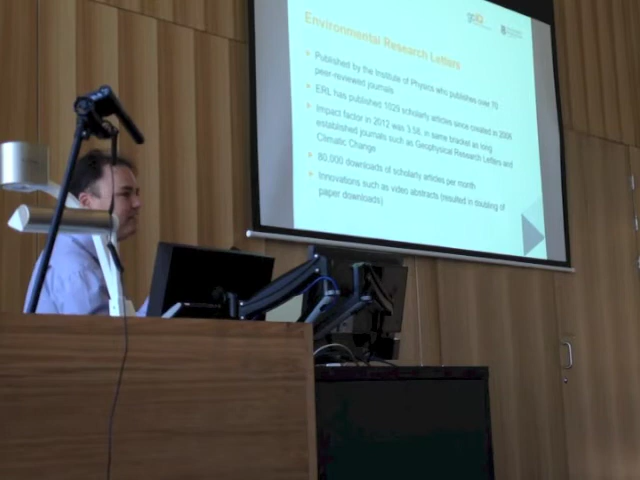 Environmental Research Letters
Published by the Institute of Physics who publishes over 70
peer-reviewed journals
ERL has published 1029 scholarly articles since created in 2006
Impact factor in 2012 was 3.58, in same bracket as long
established journals such as Geophysical Research Letters and
Climatic Change
80,000 downloads of scholarly articles per month
Innovations such as video abstracts (resulted in doubling of
paper downloads)